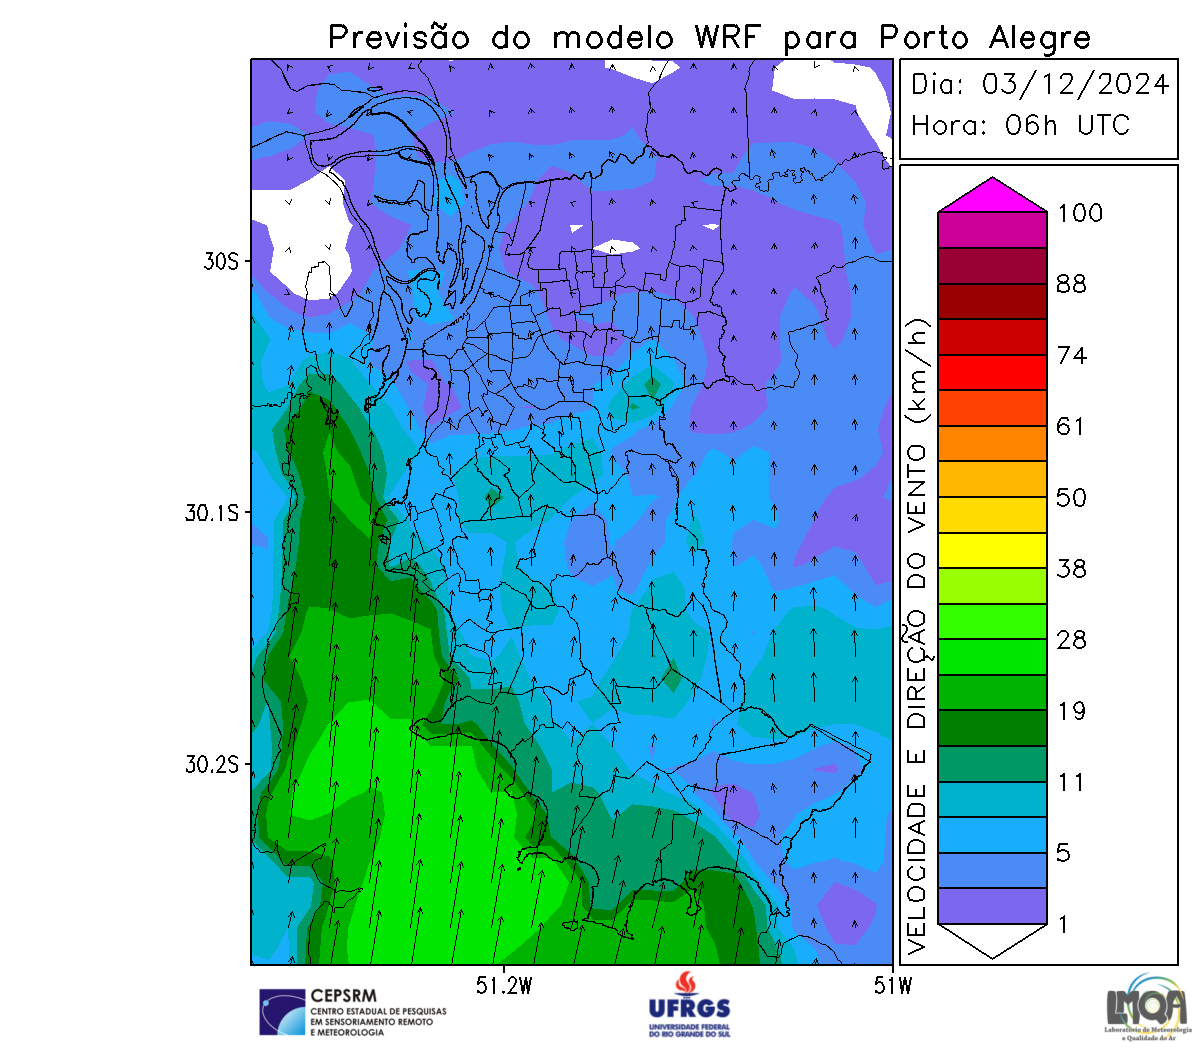 Previsão do modelo WRF para Porto Alegre
Dia: 03/12/2024
Hora: 06h UTC
30S
30.1S
30.2S
51.2W
51W
VELOCIDADE E DIREÇÃO DO VENTO (km/h)
100
88
74
61
50
38
28
19
11
5
1
CEPSRM
CENTRO ESTADUAL DE PESQUISAS
EM SENSORIAMENTO REMOTO
E METEOROLOGIA
UFRGS
UNIVERSIDADE FEDERAL
DO RIO GRANDE DO SUL
LMQA
Laboratório de Meteorologia
e Qualidade do Ar